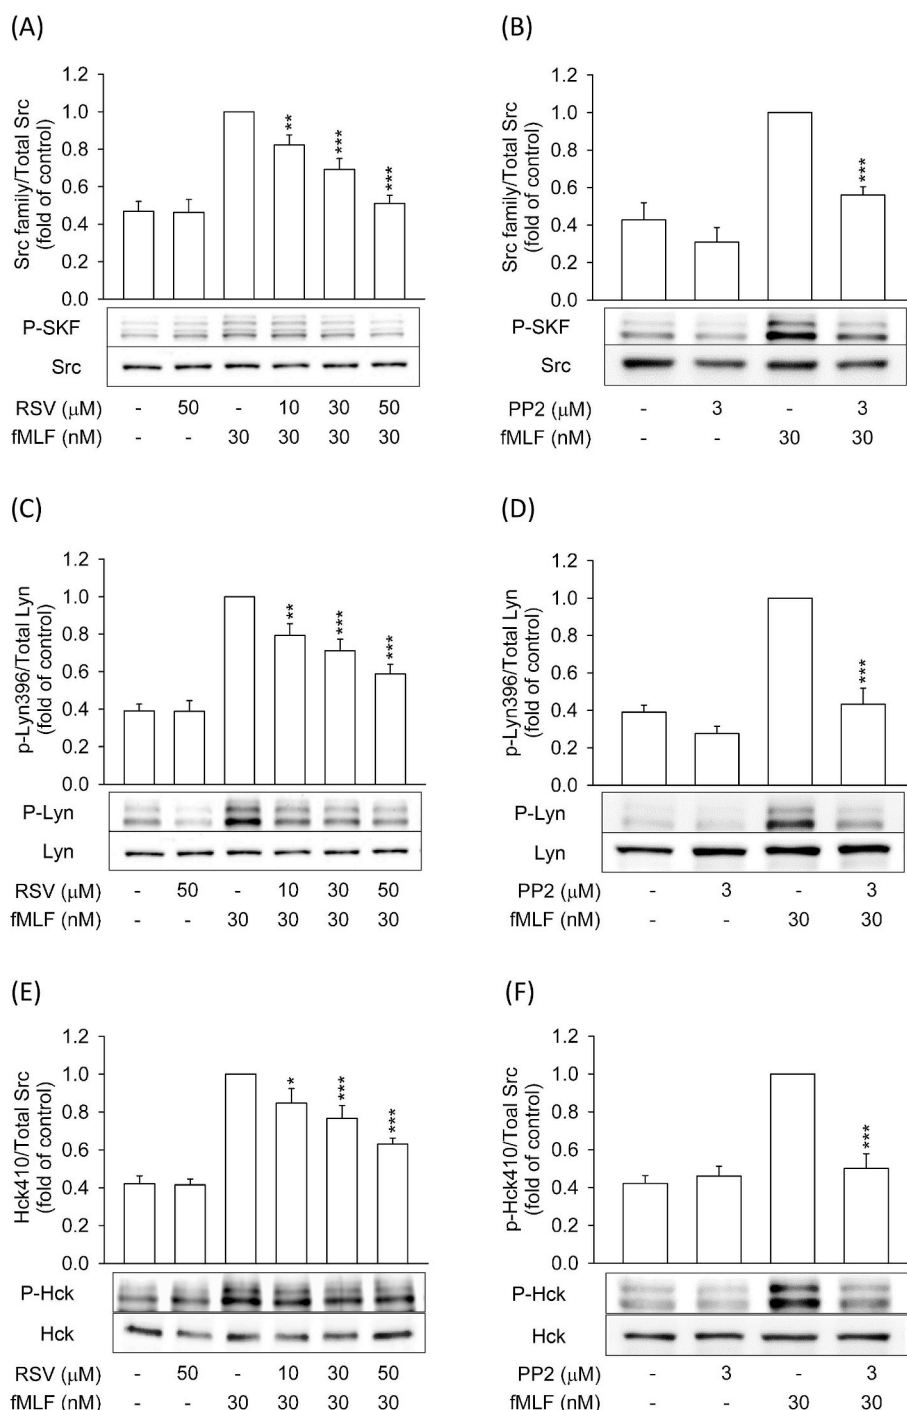 (A)
Src family/Total Src
(fold of control)
1.2
1.0
0.8
0.6
0.4
0.2
0.0
**
***
***
P-SKF
Src
RSV (μM) - 50 - 10 30 50
fMLF (nM) - - 30 30 30 30
(B)
Src family/Total Src
(fold of control)
1.2
1.0
0.8
0.6
0.4
0.2
0.0
***
P-SKF
Src
PP2 (μM) - 3 - 3
fMLF (nM) - - 30 30
(C)
p-Lyn396/Total Lyn
(fold of control)
1.2
1.0
0.8
0.6
0.4
0.2
0.0
**
***
***
P-Lyn
Lyn
RSV (μM) - 50 - 10 30 50
fMLF (nM) - - 30 30 30 30
(D)
p-Lyn396/Total Lyn
(fold of control)
1.2
1.0
0.8
0.6
0.4
0.2
0.0
***
P-Lyn
Lyn
PP2 (μM) - 3 - 3
fMLF (nM) - - 30 30
(E)
Hck410/Total Src
(fold of control)
1.2
1.0
0.8
0.6
0.4
0.2
0.0
*
***
***
P-Hck
Hck
RSV (μM) - 50 - 10 30 50
fMLF (nM) - - 30 30 30 30
(F)
p-Hck410/Toal Src
(fold of control)
1.2
1.0
0.8
0.6
0.4
0.2
0.0
***
P-Hck
Hck
PP2 (μM) - 3 - 3
fMLF (nM) - - 30 30